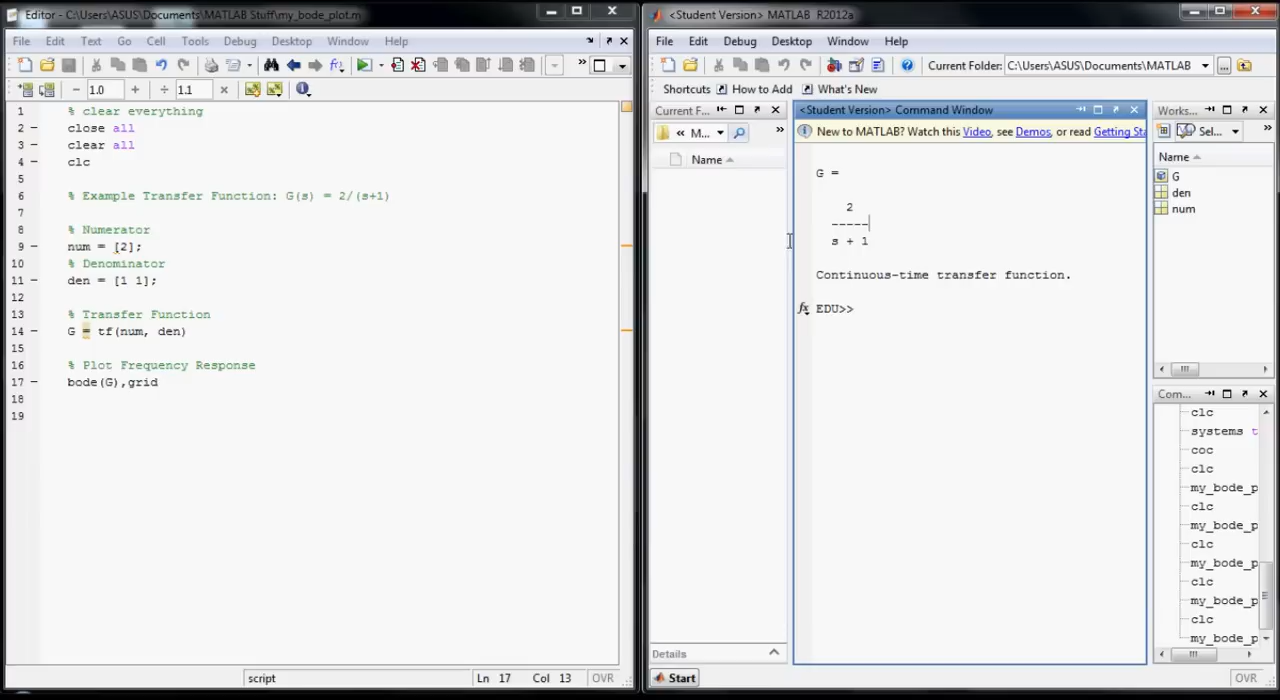 Editor - C:\Users\ASUS\Documents\MATLAB Stuff\my_bode_plot.m
File Edit Text Go Cell Tools Debug Desktop Window Help
− 1.0 + ÷ 1.1 ×
1 % clear everything
2 − close all
3 − clear all
4 − clc
5
6 % Example Transfer Function: G(s) = 2/(s+1)
7
8 % Numerator
9 − num = [2];
10 % Denominator
11 − den = [1 1];
12
13 % Transfer Function
14 − G = tf(num, den)
15
16 % Plot Frequency Response
17 − bode(G),grid
18
19
script Ln 17 Col 13 OVR
<Student Version> MATLAB R2012a
File Edit Debug Desktop Window Help
Current Folder: C:\Users\ASUS\Documents\MATLAB
Shortcuts How to Add What's New
Current F...
« M...
Name
Details
<Student Version> Command Window
New to MATLAB? Watch this Video, see Demos, or read Getting Sta
G =
2
-----
s + 1
Continuous-time transfer function.
fx EDU>>
Works...
Sel...
Name
G
den
num
Com...
clc
systems t
coc
clc
my_bode_p
clc
my_bode_p
clc
my_bode_p
clc
my_bode_p
clc
my_bode_p
Start
OVR